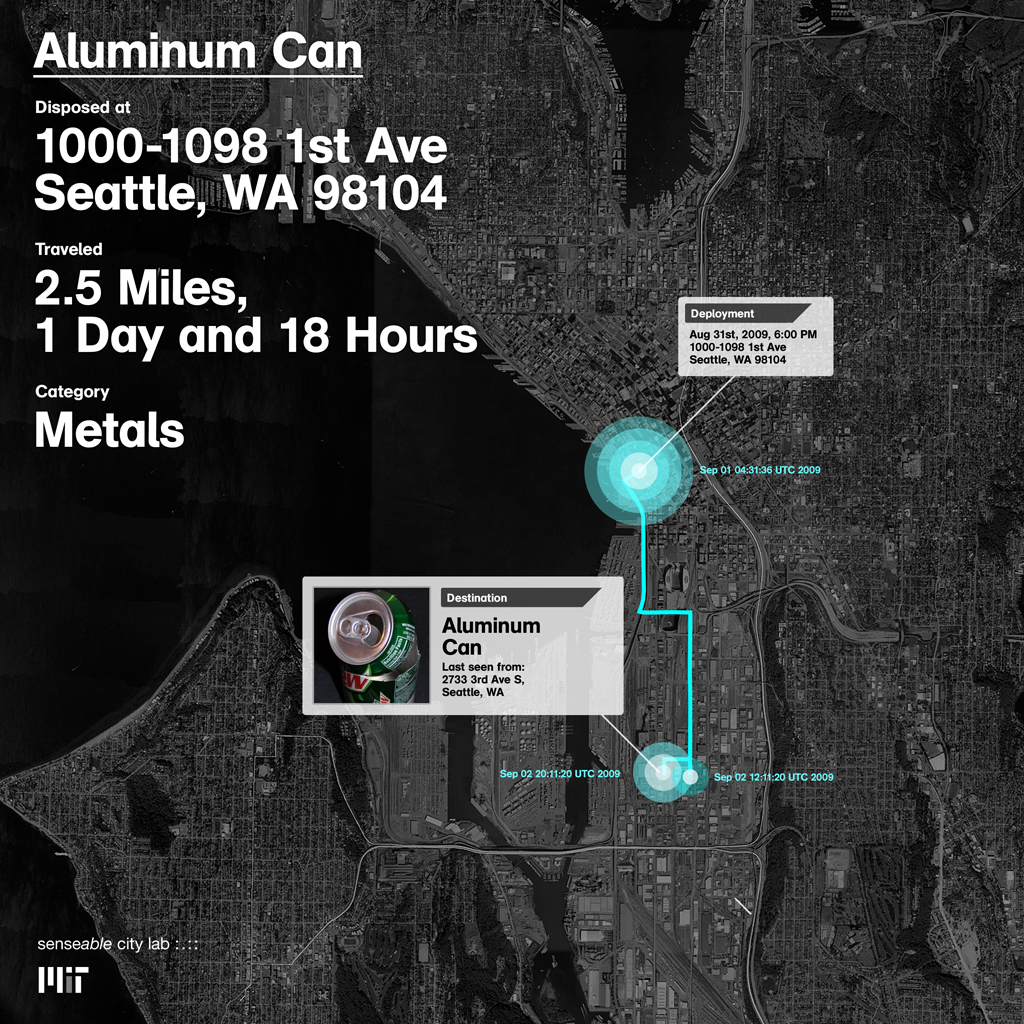 Aluminum Can
Disposed at
1000-1098 1st Ave
Seattle, WA 98104
Traveled
2.5 Miles,
1 Day and 18 Hours
Category
Metals
Deployment
Aug 31st, 2009, 6:00 PM
1000-1098 1st Ave
Seattle, WA 98104
Sep 01 04:31:36 UTC 2009
Destination
Aluminum
Can
Last seen from:
2733 3rd Ave S,
Seattle, WA
Sep 02 20:11:20 UTC 2009
Sep 02 12:11:20 UTC 2009
senseable city lab :.::
MIT